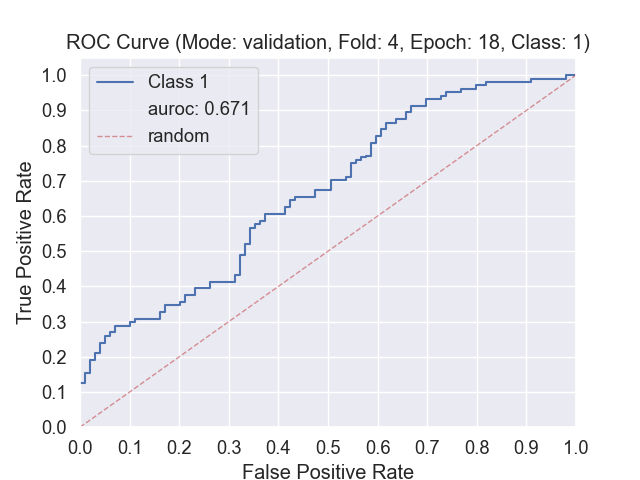 ROC Curve (Mode: validation, Fold: 4, Epoch: 18, Class: 1)
1.0
0.9
0.8
0.7
0.6
0.5
0.4
0.3
0.2
0.1
0.0
True Positive Rate
Class 1
auroc: 0.671
random
0.0 0.1 0.2 0.3 0.4 0.5 0.6 0.7 0.8 0.9 1.0
False Positive Rate